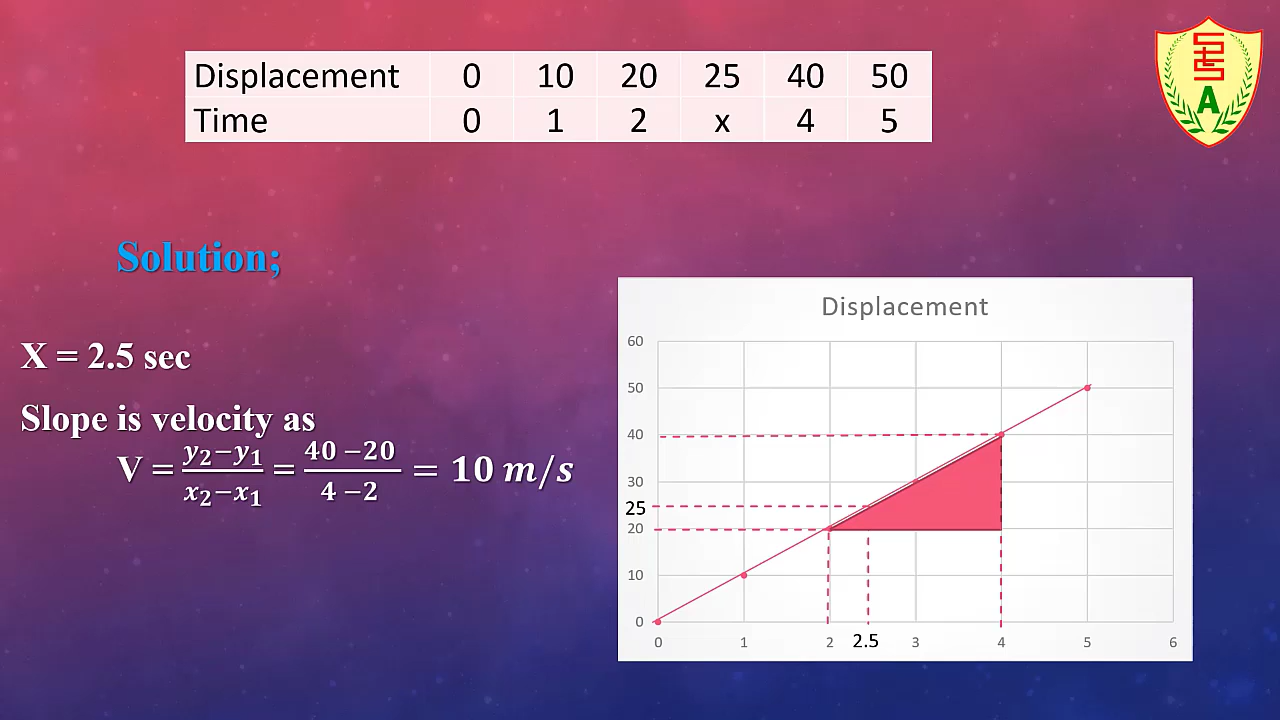 Displacement 0 10 20 25 40 50
Time 0 1 2 x 4 5
A
Solution;
X = 2.5 sec
Slope is velocity as
V = (y₂−y₁)/(x₂−x₁) = (40 −20)/(4 −2) = 10 m/s
Displacement
60
50
40
30
25
20
10
0
0 1 2 2.5 3 4 5 6